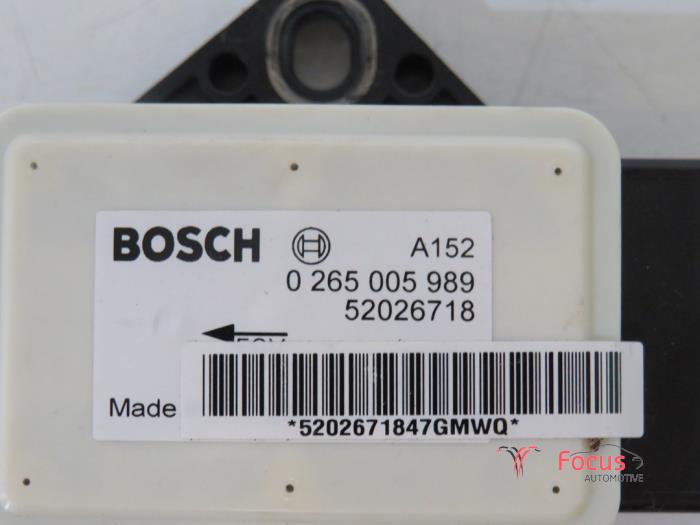 BOSCH
A152
0 265 005 989
52026718
Made
*5202671847GMWQ*
Focus
AUTOMOTIVE